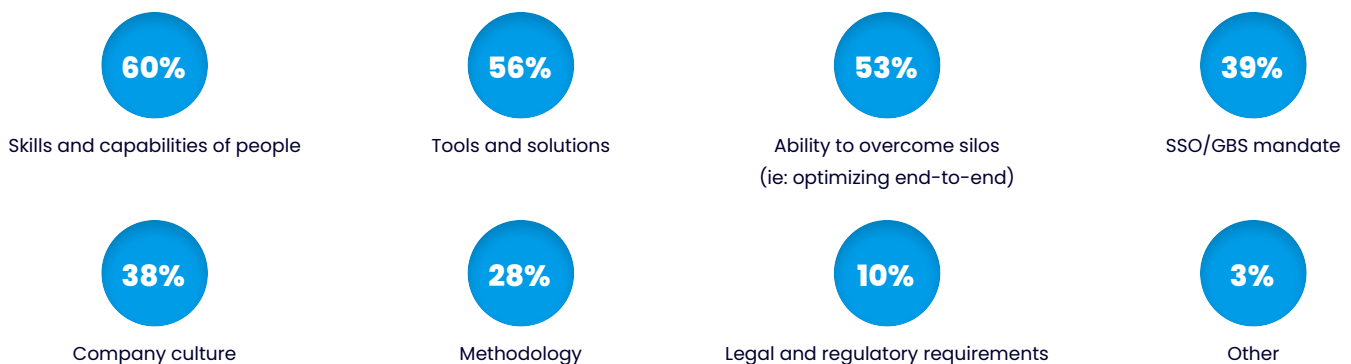 60%
56%
53%
39%
Skills and capabilities of people
Tools and solutions
Ability to overcome silos
(ie: optimizing end-to-end)
SSO/GBS mandate
38%
28%
10%
3%
Company culture
Methodology
Legal and regulatory requirements
Other